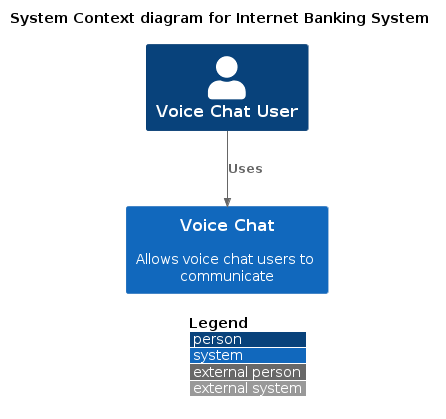 System Context diagram for Internet Banking System
Voice Chat User
Uses
Voice Chat
Allows voice chat users to
communicate
Legend
person
system
external person
external system